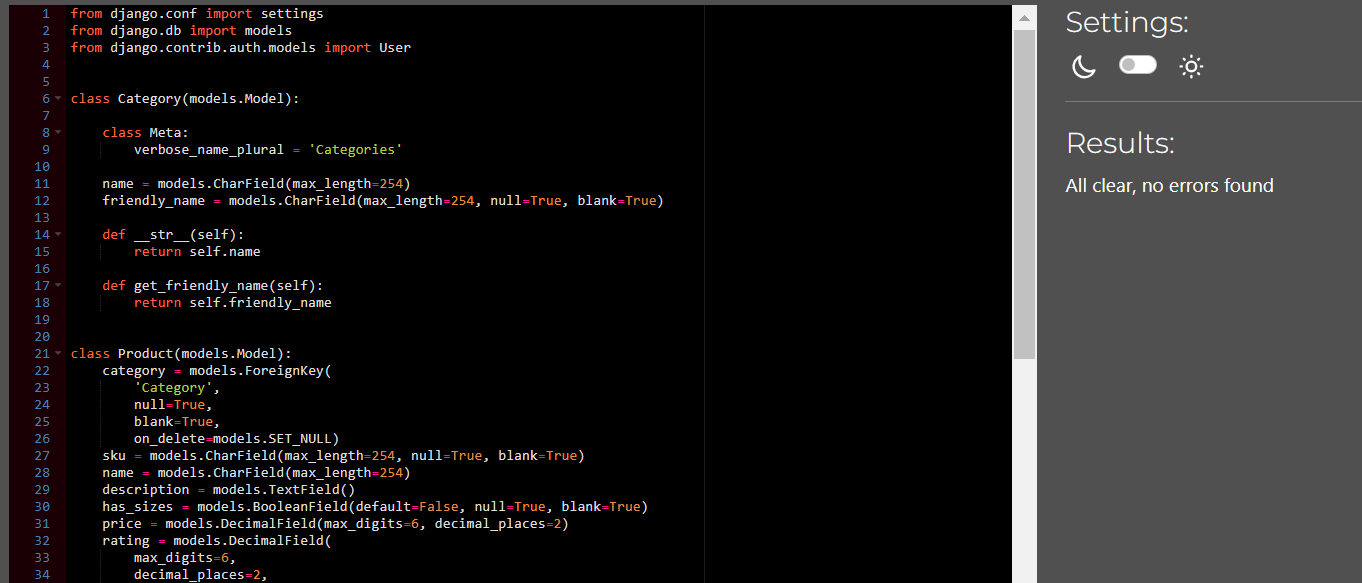 1 from django.conf import settings
2 from django.db import models
3 from django.contrib.auth.models import User
4
5
6 class Category(models.Model):
7
8     class Meta:
9         verbose_name_plural = 'Categories'
10
11     name = models.CharField(max_length=254)
12     friendly_name = models.CharField(max_length=254, null=True, blank=True)
13
14     def __str__(self):
15         return self.name
16
17     def get_friendly_name(self):
18         return self.friendly_name
19
20
21 class Product(models.Model):
22     category = models.ForeignKey(
23         'Category',
24         null=True,
25         blank=True,
26         on_delete=models.SET_NULL)
27     sku = models.CharField(max_length=254, null=True, blank=True)
28     name = models.CharField(max_length=254)
29     description = models.TextField()
30     has_sizes = models.BooleanField(default=False, null=True, blank=True)
31     price = models.DecimalField(max_digits=6, decimal_places=2)
32     rating = models.DecimalField(
33         max_digits=6,
34         decimal_places=2,
Settings:
Results:
All clear, no errors found